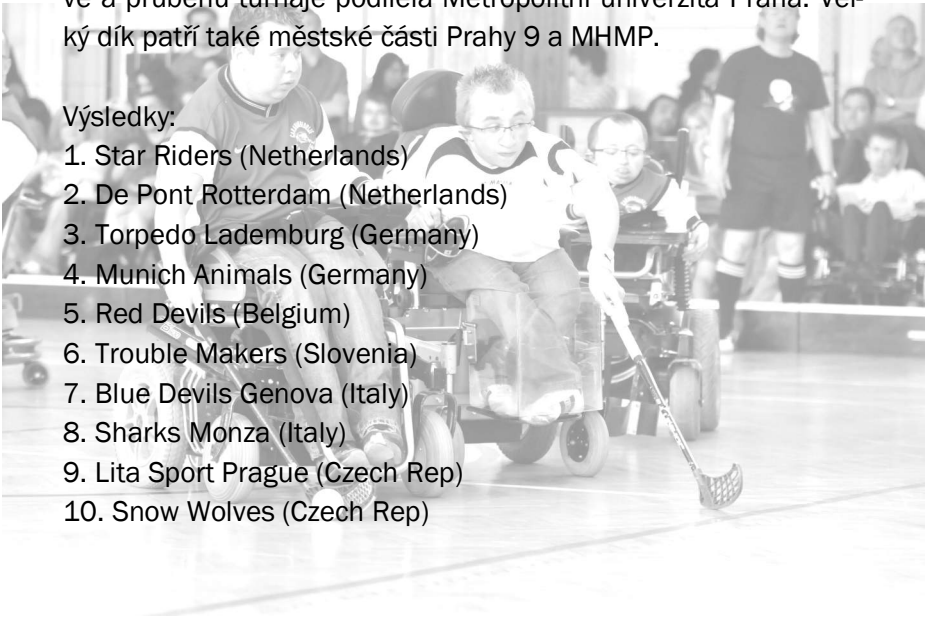 ve a průběhu turnaje podílela Metropolitní univerzita Praha. Vel-
ký dík patří také městské části Prahy 9 a MHMP.
Výsledky:
1. Star Riders (Netherlands)
2. De Pont Rotterdam (Netherlands)
3. Torpedo Lademburg (Germany)
4. Munich Animals (Germany)
5. Red Devils (Belgium)
6. Trouble Makers (Slovenia)
7. Blue Devils Genova (Italy)
8. Sharks Monza (Italy)
9. Lita Sport Prague (Czech Rep)
10. Snow Wolves (Czech Rep)